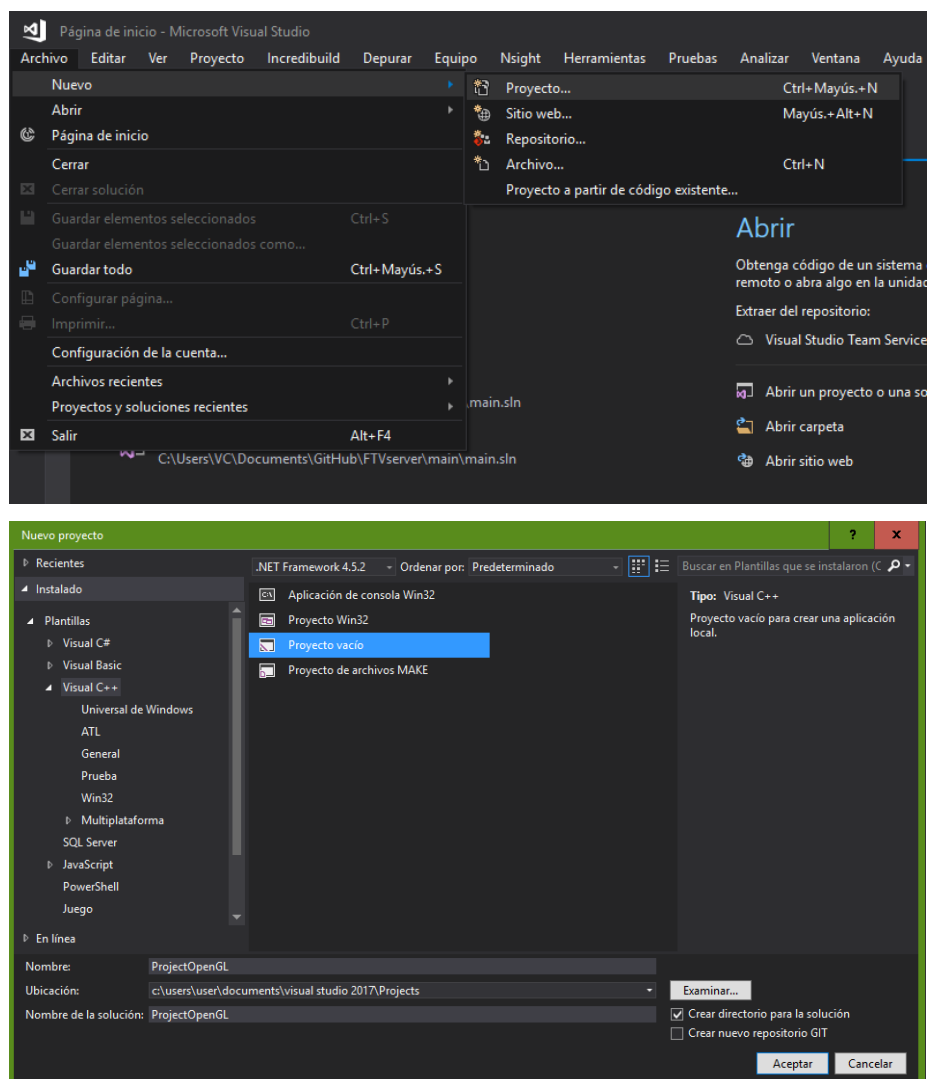 Página de inicio - Microsoft Visual Studio
Archivo Editar Ver Proyecto Incredibuild Depurar Equipo Nsight Herramientas Pruebas Analizar Ventana Ayuda
Nuevo
Abrir
Página de inicio
Cerrar
Cerrar solución
Guardar elementos seleccionados Ctrl+S
Guardar elementos seleccionados como...
Guardar todo Ctrl+Mayús.+S
Configurar página...
Imprimir... Ctrl+P
Configuración de la cuenta...
Archivos recientes
Proyectos y soluciones recientes
Salir Alt+F4
Proyecto... Ctrl+Mayús.+N
Sitio web... Mayús.+Alt+N
Repositorio...
Archivo... Ctrl+N
Proyecto a partir de código existente...
.main.sln
C:\Users\VC\Documents\GitHub\FTVserver\main\main.sln
Abrir
Obtenga código de un sistema
remoto o abra algo en la unidad
Extraer del repositorio:
Visual Studio Team Service
Abrir un proyecto o una so
Abrir carpeta
Abrir sitio web
Nuevo proyecto ? x
Recientes
Instalado
Plantillas
Visual C#
Visual Basic
Visual C++
Universal de Windows
ATL
General
Prueba
Win32
Multiplataforma
SQL Server
JavaScript
PowerShell
Juego
En línea
.NET Framework 4.5.2 Ordenar por: Predeterminado
Aplicación de consola Win32
Proyecto Win32
Proyecto vacío
Proyecto de archivos MAKE
Buscar en Plantillas que se instalaron (C
Tipo: Visual C++
Proyecto vacío para crear una aplicación
local.
Nombre: ProjectOpenGL
Ubicación: c:\users\user\documents\visual studio 2017\Projects
Nombre de la solución: ProjectOpenGL
Examinar...
Crear directorio para la solución
Crear nuevo repositorio GIT
Aceptar Cancelar